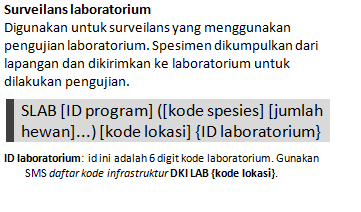 Surveilans laboratorium
Digunakan untuk surveilans yang menggunakan
pengujian laboratorium. Spesimen dikumpulkan dari
lapangan dan dikirimkan ke laboratorium untuk
dilakukan pengujian.
SLAB [ID program] ([kode spesies] [jumlah
hewan]...) [kode lokasi] {ID laboratorium}
ID laboratorium: id ini adalah 6 digit kode laboratorium. Gunakan
SMS daftar kode infrastruktur DKI LAB {kode lokasi}.